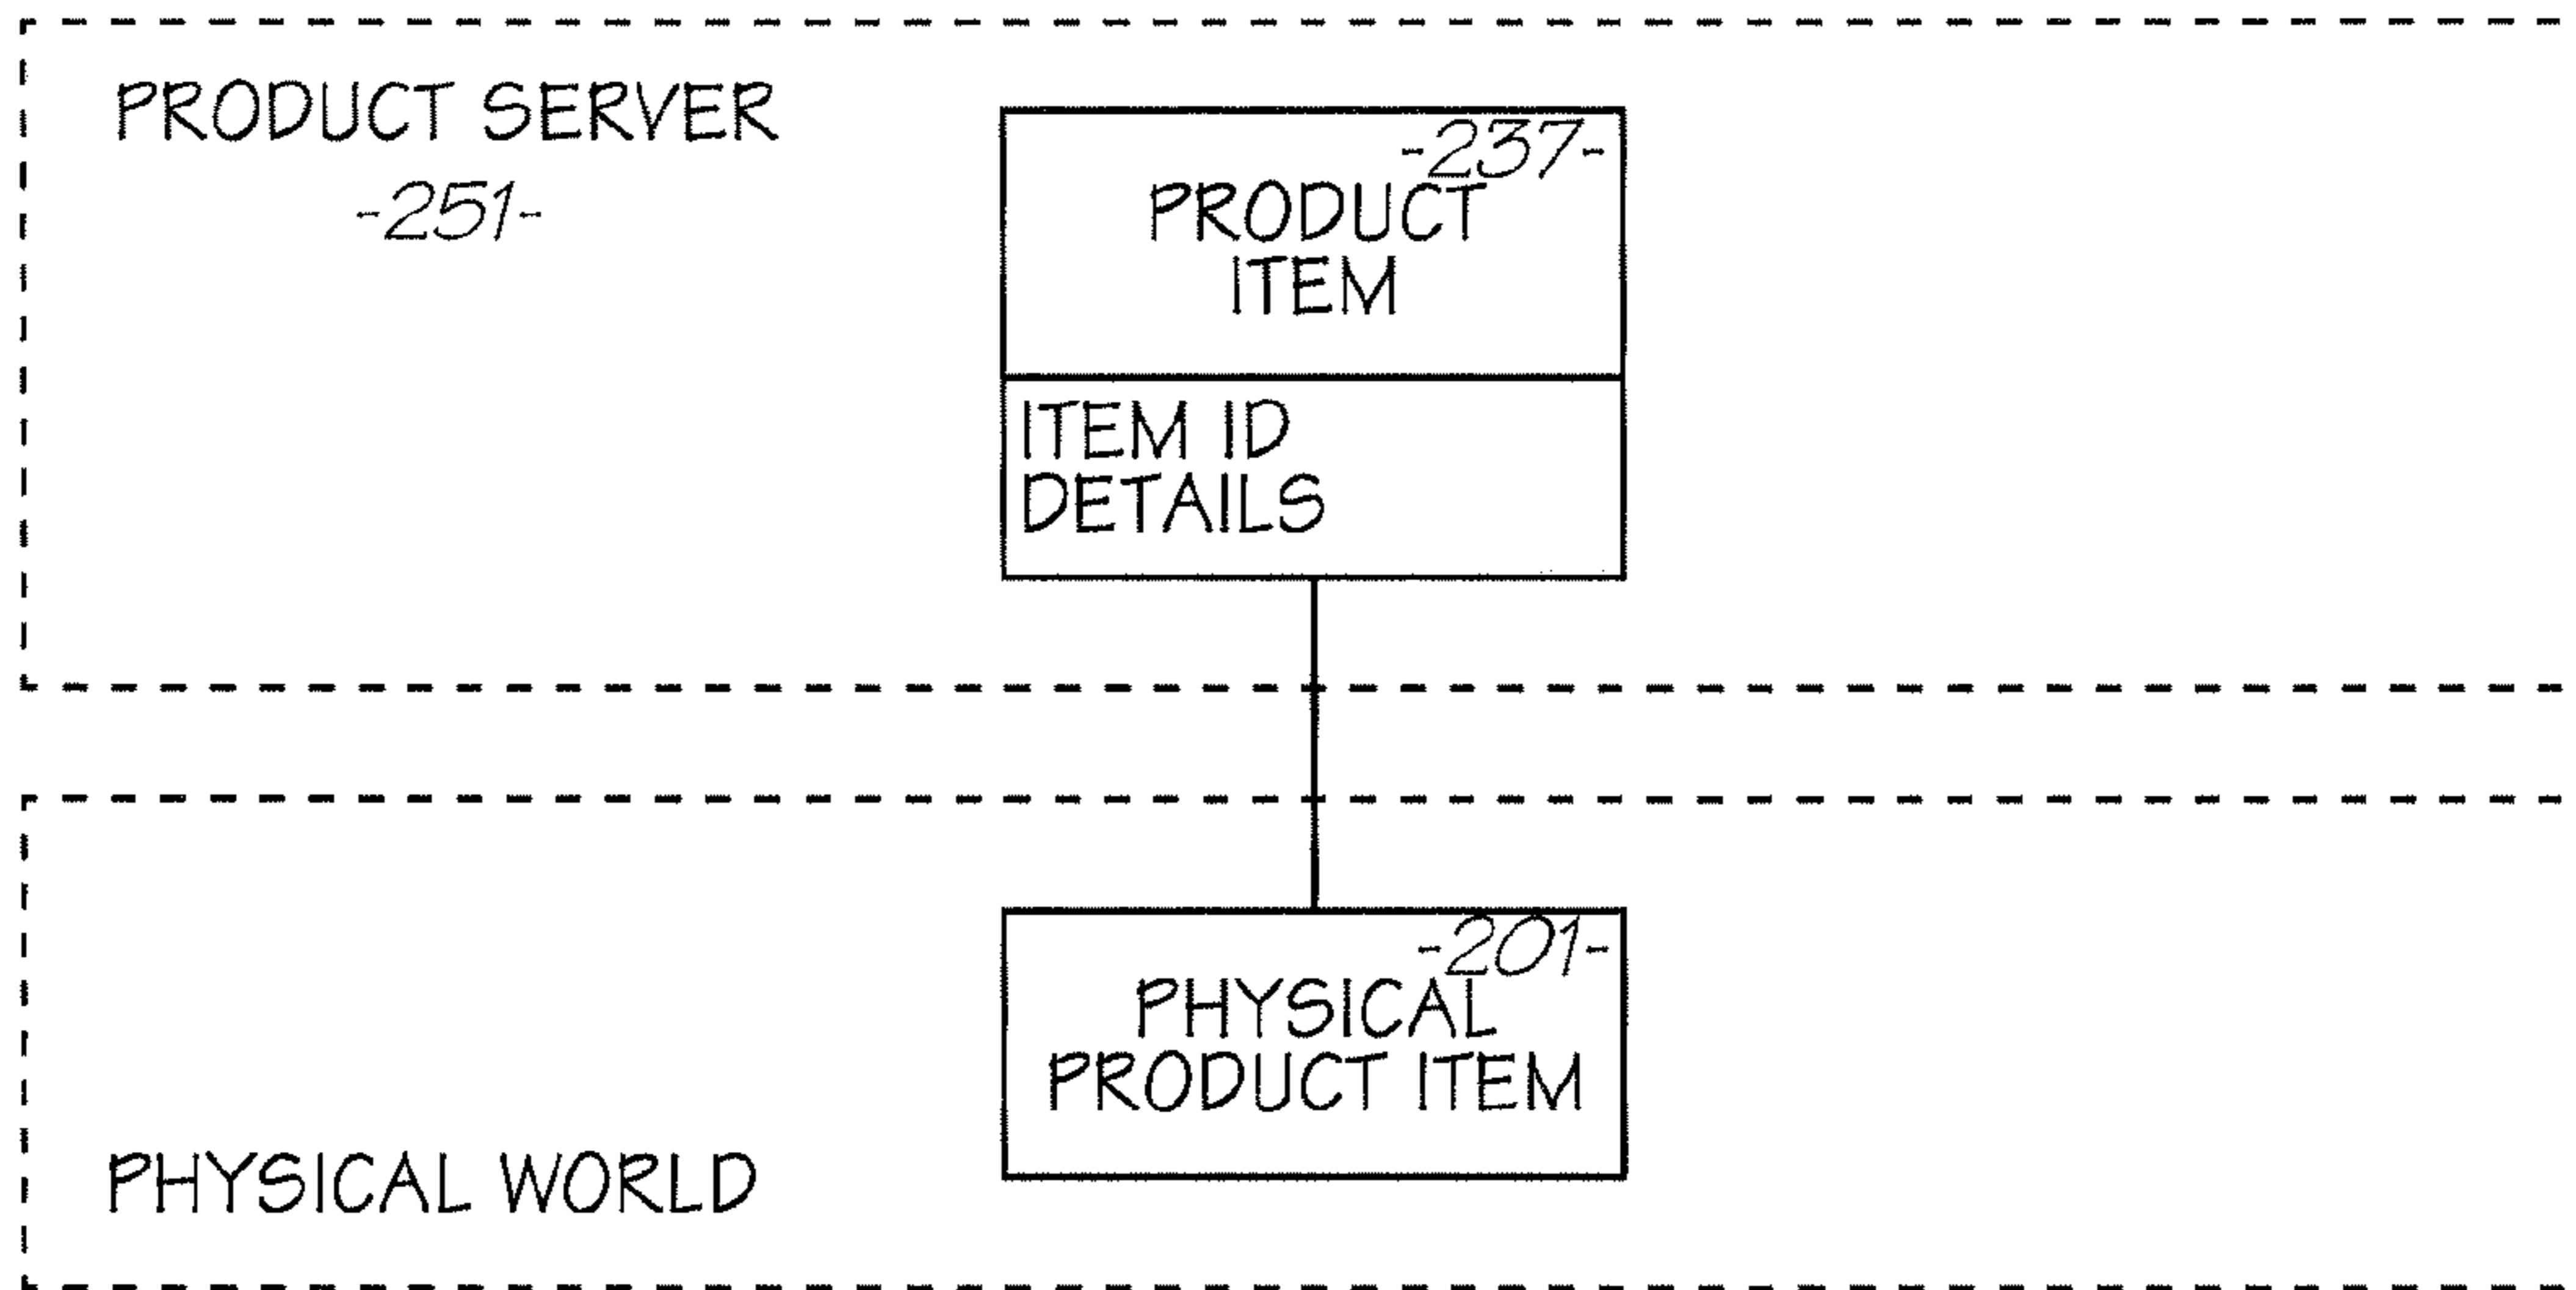 PRODUCT SERVER
-251-
-237-
PRODUCT
ITEM
ITEM ID
DETAILS
-201-
PHYSICAL
PRODUCT ITEM
PHYSICAL WORLD